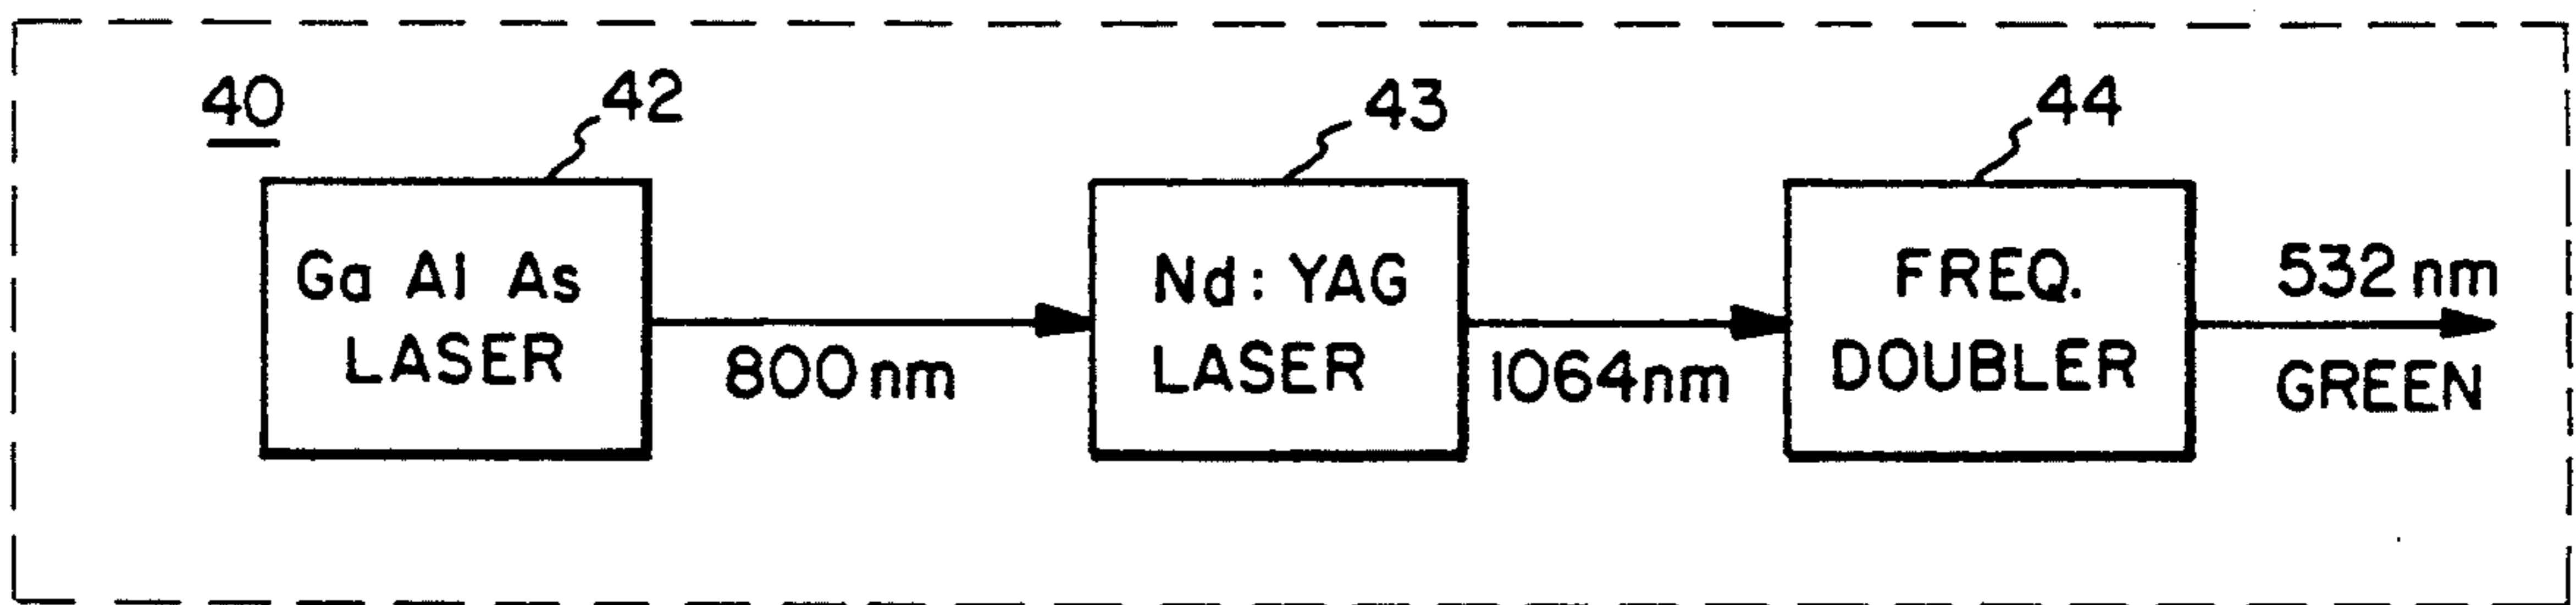 40
42
43
44
Ga Al As
LASER
800 nm
Nd: YAG
LASER
1064nm
FREQ.
DOUBLER
532 nm
GREEN